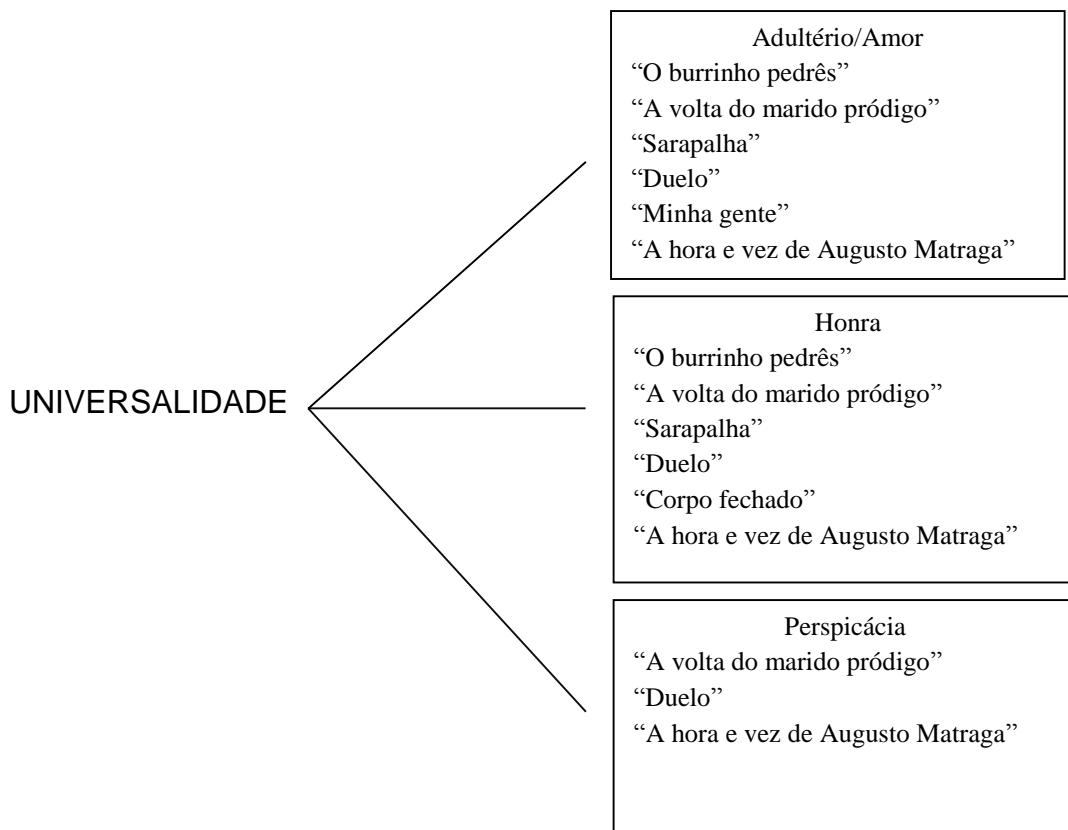 Adultério/Amor
“O burrinho pedrês”
“A volta do marido pródigo”
“Sarapalha”
“Duelo”
“Minha gente”
“A hora e vez de Augusto Matraga”
UNIVERSALIDADE
Honra
“O burrinho pedrês”
“A volta do marido pródigo”
“Sarapalha”
“Duelo”
“Corpo fechado”
“A hora e vez de Augusto Matraga”
Perspicácia
“A volta do marido pródigo”
“Duelo”
“A hora e vez de Augusto Matraga”